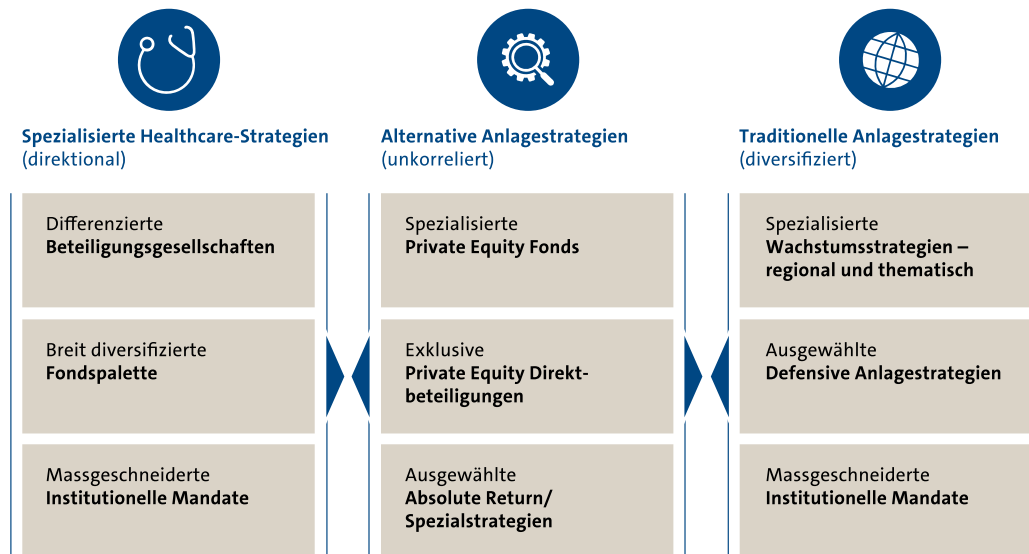 Spezialisierte Healthcare-Strategien
(direktional)
Differenzierte
Beteiligungsgesellschaften
Breit diversifizierte
Fondspalette
Massgeschneiderte
Institutionelle Mandate
Alternative Anlagestrategien
(unkorreliert)
Spezialisierte
Private Equity Fonds
Exklusive
Private Equity Direkt-
beteiligungen
Ausgewählte
Absolute Return/
Spezialstrategien
Traditionelle Anlagestrategien
(diversifiziert)
Spezialisierte
Wachstumsstrategien –
regional und thematisch
Ausgewählte
Defensive Anlagestrategien
Massgeschneiderte
Institutionelle Mandate